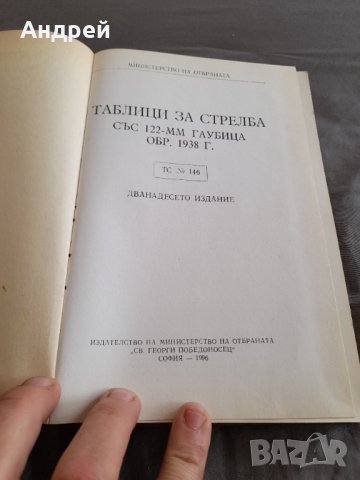 Андрей
МИНИСТЕРСТВО НА ОТБРАНАТА
ТАБЛИЦИ ЗА СТРЕЛБА
СЪС 122-ММ ГАУБИЦА
ОБР. 1938 Г.
ТС № 146
ДВАНАДЕСЕТО ИЗДАНИЕ
ИЗДАТЕЛСТВО НА МИНИСТЕРСТВО НА ОТБРАНАТА
„СВ. ГЕОРГИ ПОБЕДОНОСЕЦ"
СОФИЯ — 1996
BAZAR